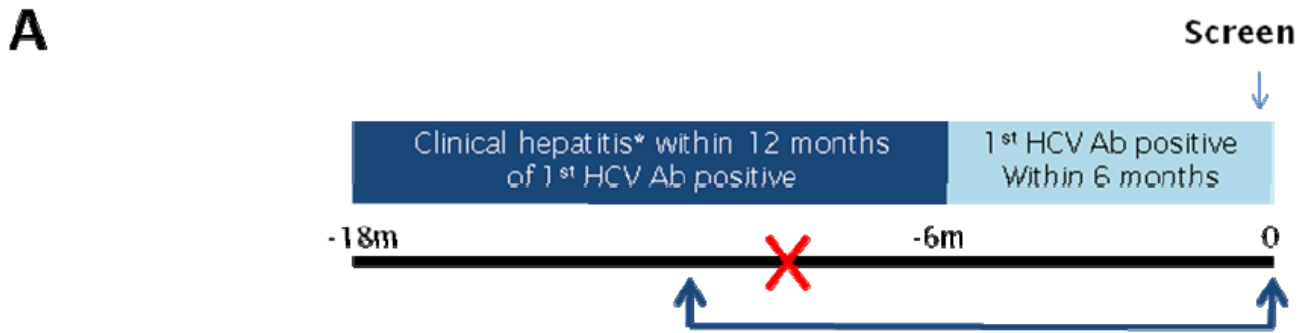 A
Screen
Clinical hepatitis* within 12 months
of 1st HCV Ab positive
1st HCV Ab positive
Within 6 months
-18m
-6m
0